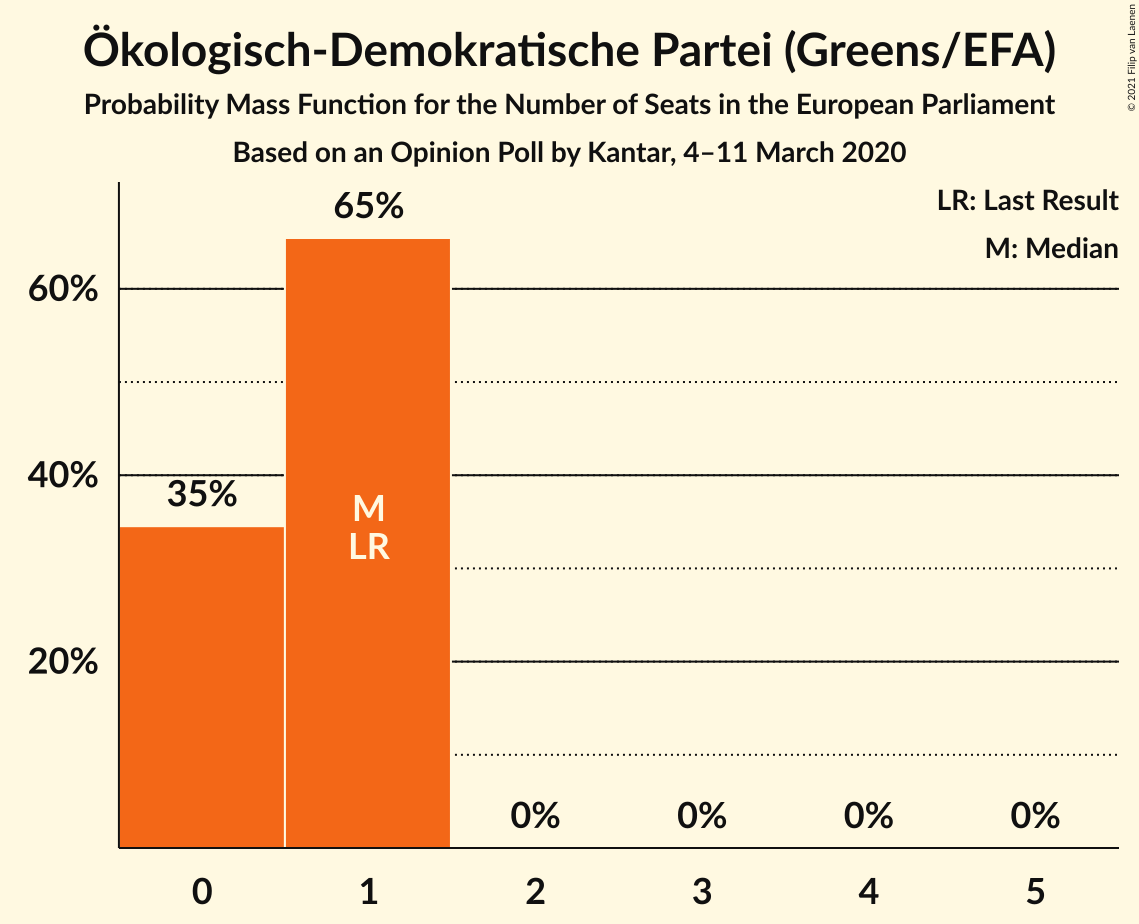 Ökologisch-Demokratische Partei (Greens/EFA)
Probability Mass Function for the Number of Seats in the European Parliament
Based on an Opinion Poll by Kantar, 4–11 March 2020
© 2021 Filip van Laenen
LR: Last Result
M: Median
65%
60%
40%
35%
M
LR
20%
0% 0% 0% 0%
0 1 2 3 4 5